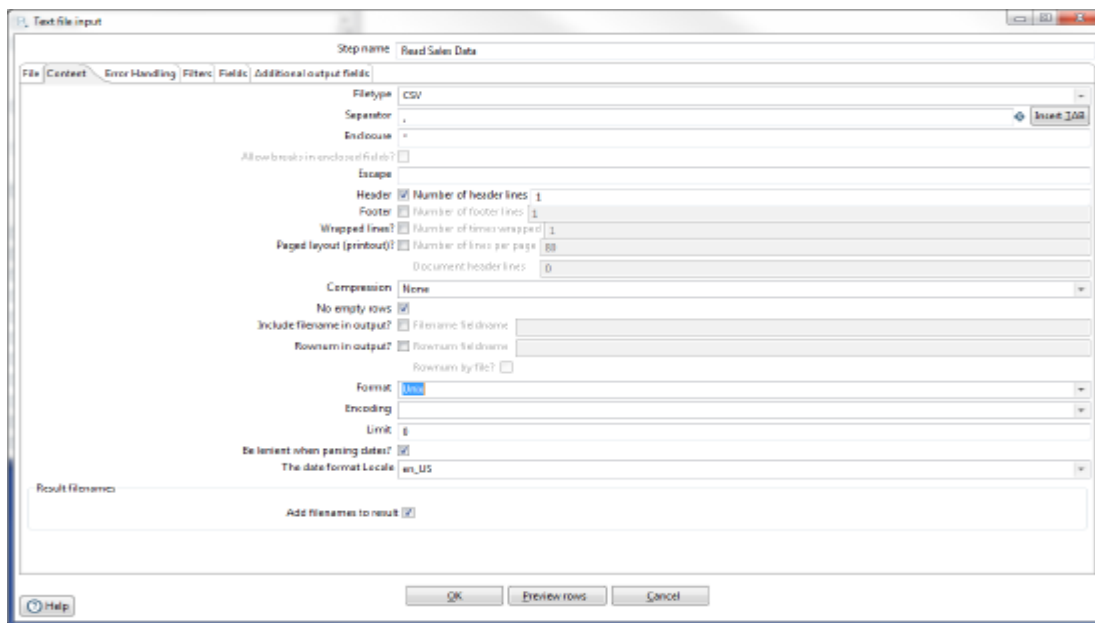 Text file input
Step name Read Sales Data
File Content Error Handling Filters Fields Additional output fields
Filetype CSV
Separator , Insert TAB
Enclosure "
Allow breaks in enclosed fields?
Escape
Header Number of header lines 1
Footer Number of footer lines 1
Wrapped lines? Number of times wrapped 1
Paged layout (printout)? Number of lines per page 80
Document header lines 0
Compression None
No empty rows
Include filename in output? Filename fieldname
Rownum in output? Rownum fieldname
Rownum by file?
Format Unix
Encoding
Limit 0
Be lenient when parsing dates?
The date format Locale en_US
Result filenames
Add filenames to result
OK Preview rows Cancel
Help